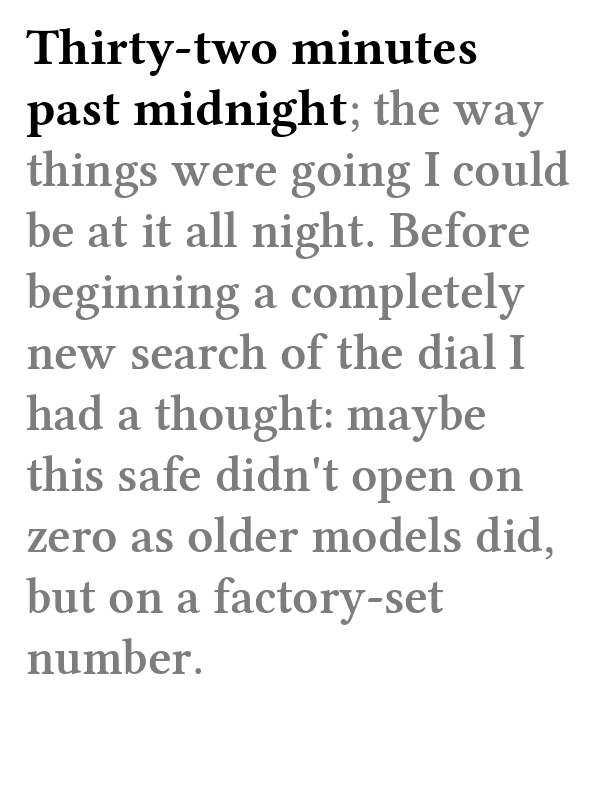 Thirty-two minutes
past midnight; the way
things were going I could
be at it all night. Before
beginning a completely
new search of the dial I
had a thought: maybe
this safe didn't open on
zero as older models did,
but on a factory-set
number.